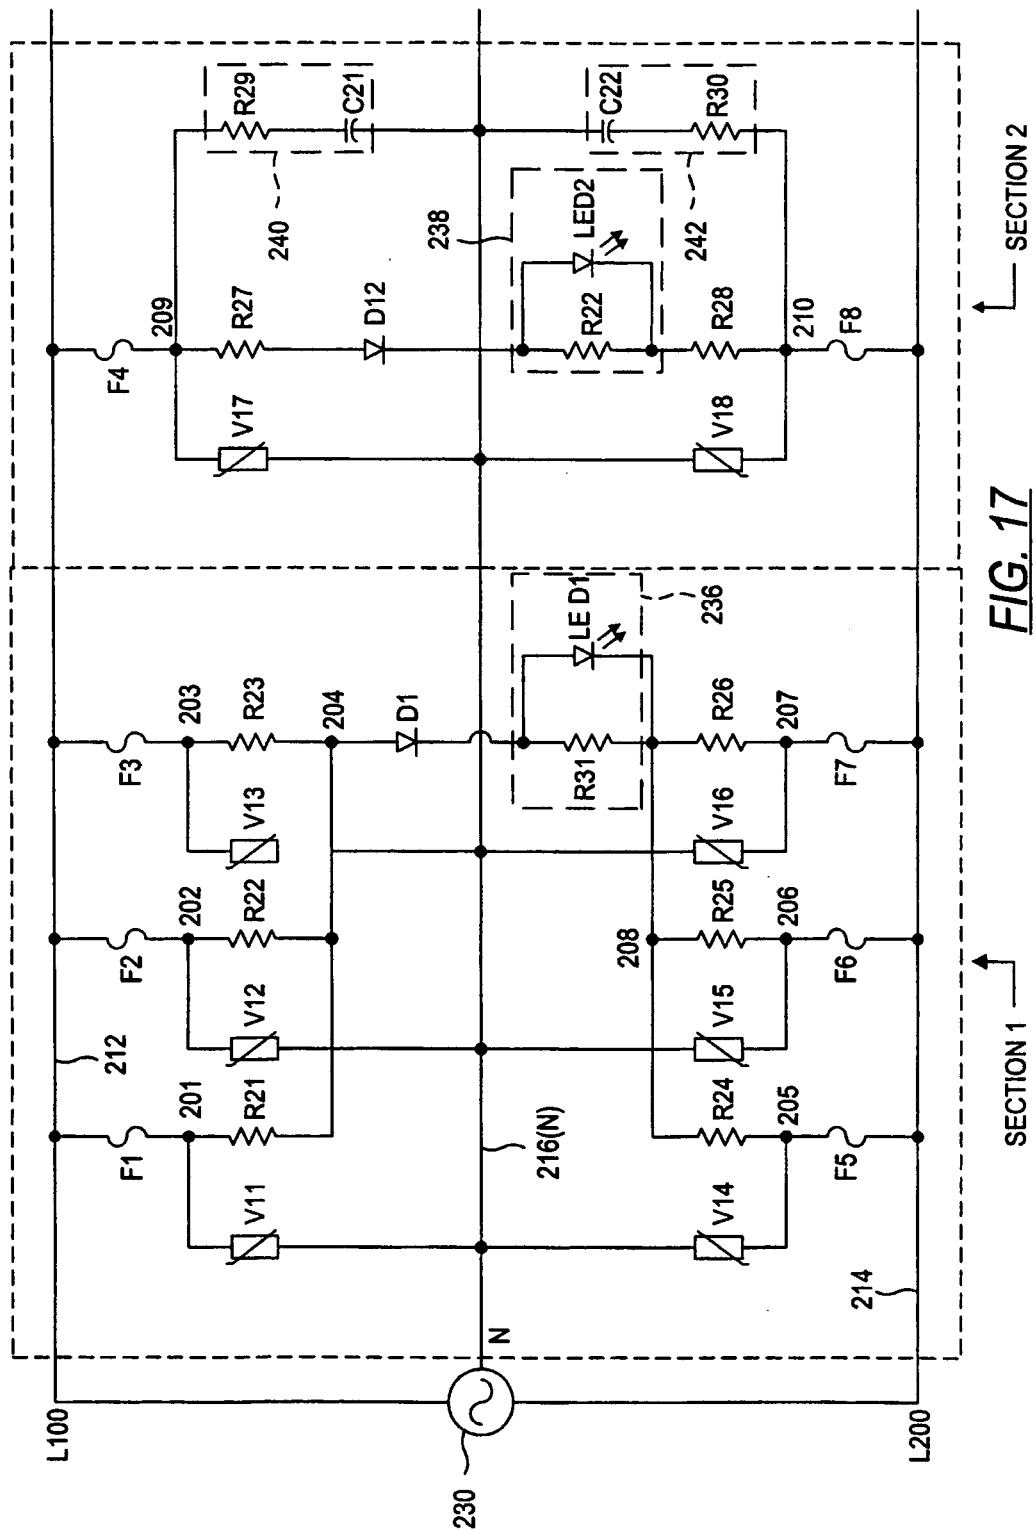 L100
L200
230
N
212
214
216(N)
F1
F2
F3
F4
201
202
203
209
V11
R21
V12
R22
V13
R23
V17
R27
R29
C21
240
204
D1
D12
236
LE D1
R31
238
LED2
R22
208
V14
R24
V15
R25
V16
R26
V18
R28
C22
R30
242
205
206
207
210
F5
F6
F7
F8
SECTION 1
SECTION 2
FIG. 17